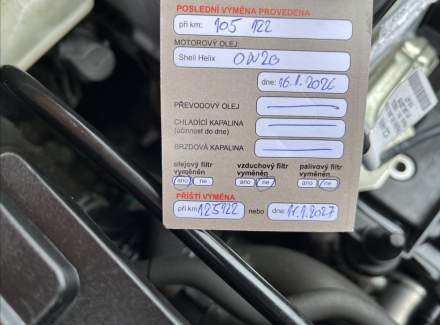 POSLEDNÍ VÝMĚNA PROVEDENA
při km: 105 122
MOTOROVÝ OLEJ:
Shell Helix 0W20
dne: 16.1.2026
PŘEVODOVÝ OLEJ
CHLADÍCÍ KAPALINA
(účinnost do dne)
BRZDOVÁ KAPALINA
olejový filtr vyměněn vzduchový filtr vyměněn palivový filtr vyměněn
ano ne ano ne ano ne
PŘÍŠTÍ VÝMĚNA
při km: 125122 nebo dne: 16.1.2027